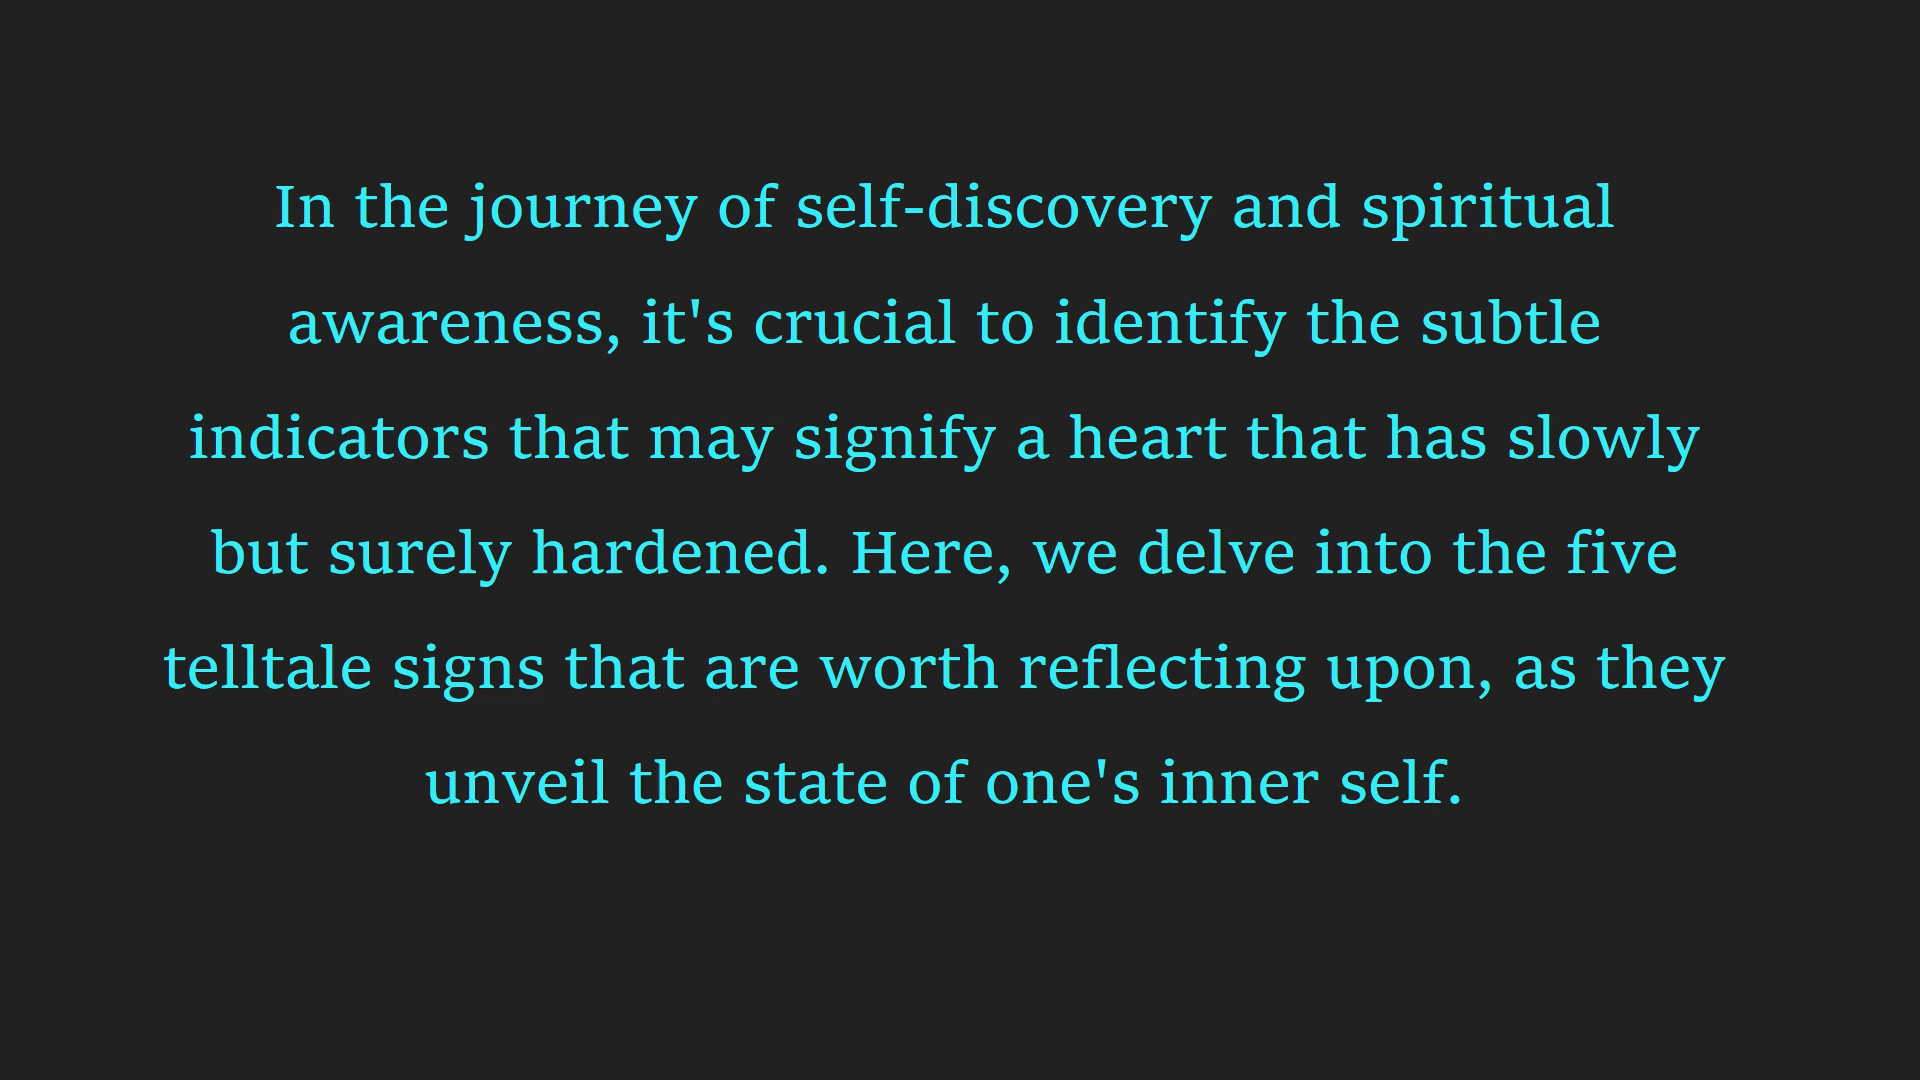 In the journey of self-discovery and spiritual
awareness, it's crucial to identify the subtle
indicators that may signify a heart that has slowly
but surely hardened. Here, we delve into the five
telltale signs that are worth reflecting upon, as they
unveil the state of one's inner self.